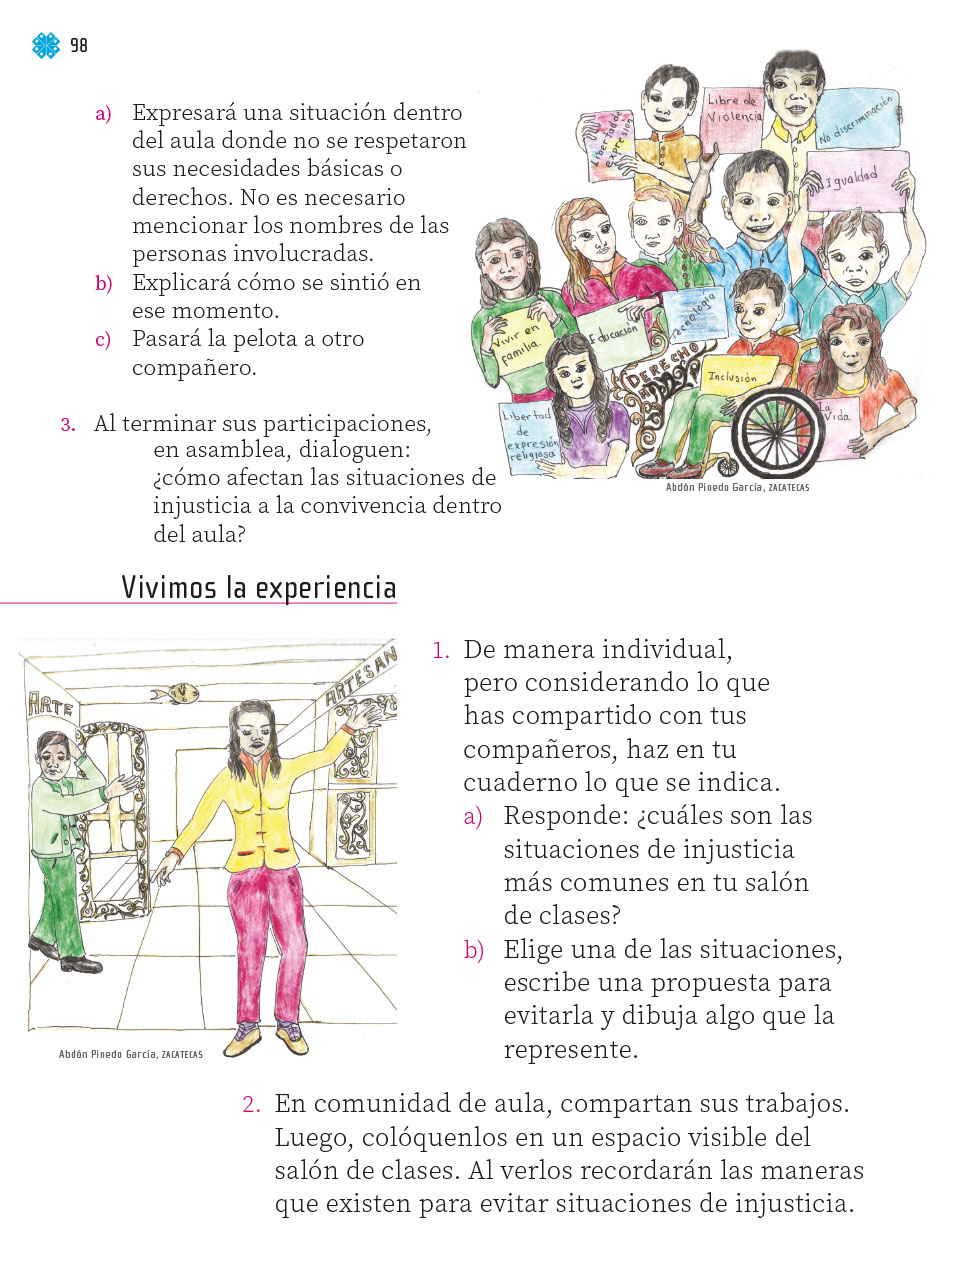 98
a) Expresará una situación dentro
del aula donde no se respetaron
sus necesidades básicas o
derechos. No es necesario
mencionar los nombres de las
personas involucradas.
b) Explicará cómo se sintió en
ese momento.
c) Pasará la pelota a otro
compañero.
Libertad de
expresión
Libre de
Violencia
No discriminación
Igualdad
Vivir en
familia.
Educación
Tecnología
DERECHO
Inclusión
La
Vida.
Libertad
de
expresión
religiosa
Abdón Pinedo García, ZACATECAS
3. Al terminar sus participaciones,
en asamblea, dialoguen:
¿cómo afectan las situaciones de
injusticia a la convivencia dentro
del aula?
Vivimos la experiencia
ARTE
ARTESAN
Abdón Pinedo García, ZACATECAS
1. De manera individual,
pero considerando lo que
has compartido con tus
compañeros, haz en tu
cuaderno lo que se indica.
a) Responde: ¿cuáles son las
situaciones de injusticia
más comunes en tu salón
de clases?
b) Elige una de las situaciones,
escribe una propuesta para
evitarla y dibuja algo que la
represente.
2. En comunidad de aula, compartan sus trabajos.
Luego, colóquenlos en un espacio visible del
salón de clases. Al verlos recordarán las maneras
que existen para evitar situaciones de injusticia.